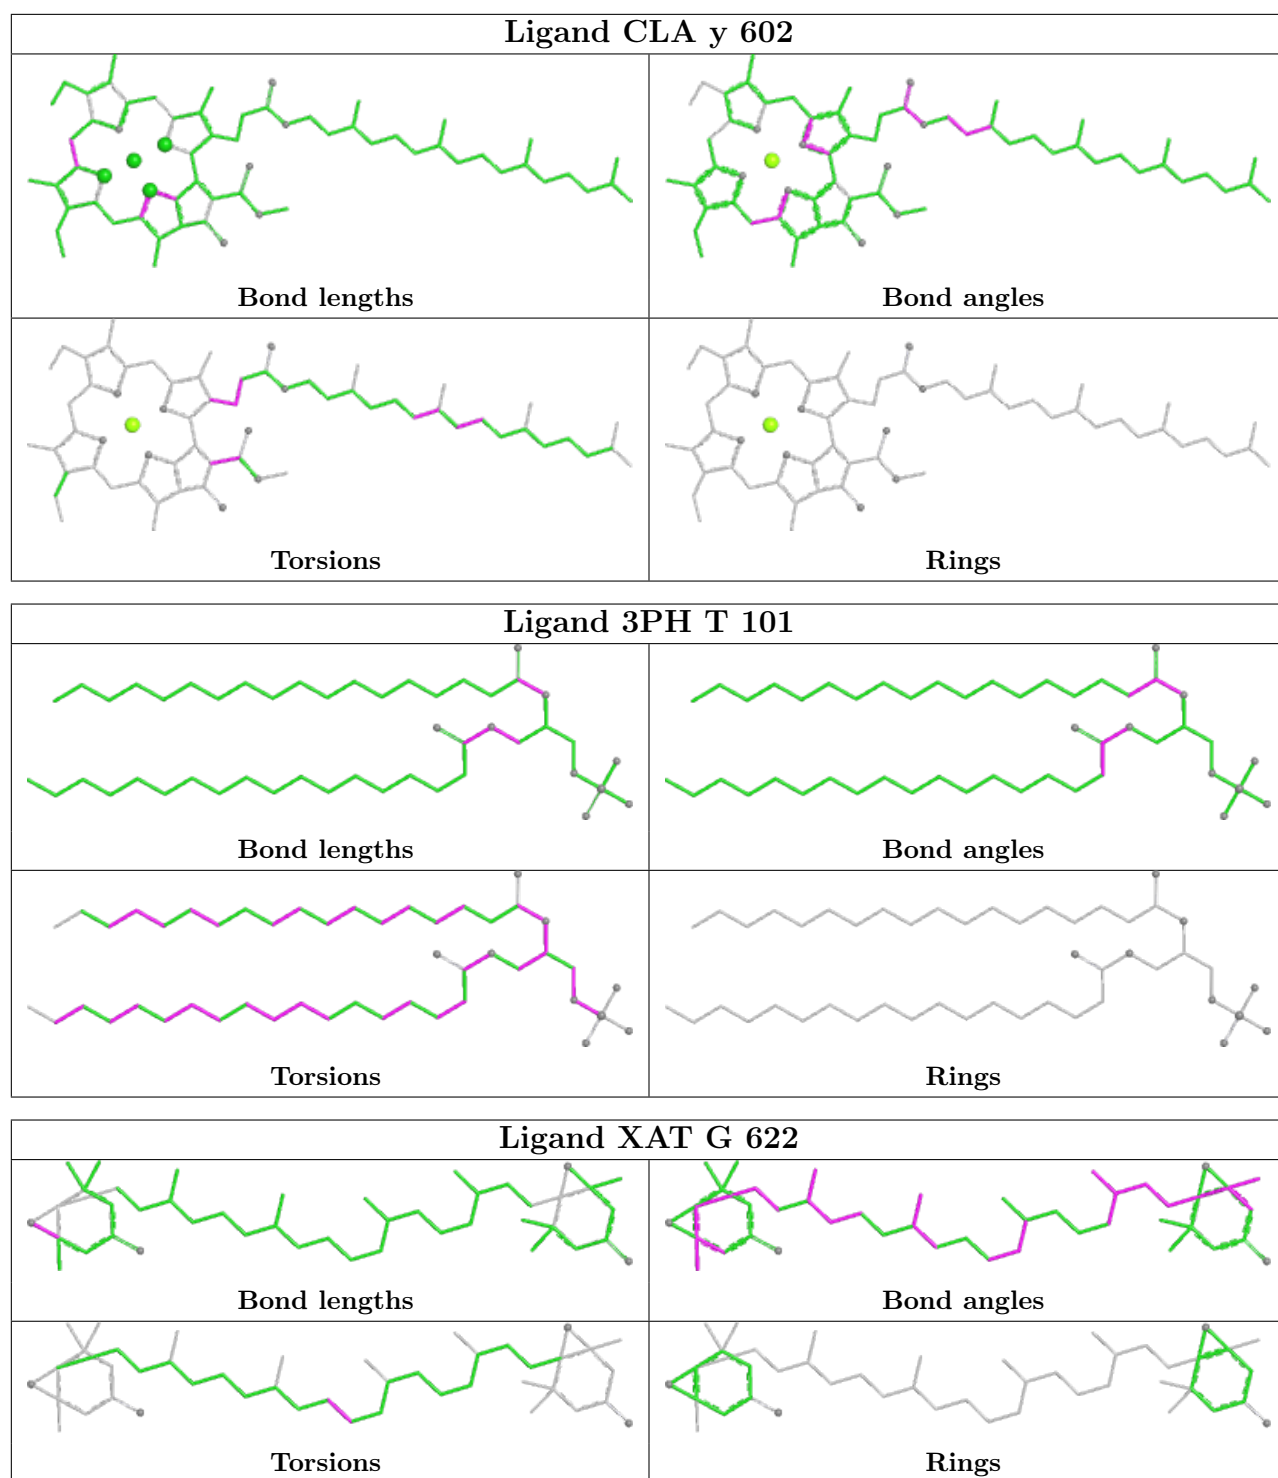 Ligand CLA y 602
Bond lengths
Bond angles
Torsions
Rings
Ligand 3PH T 101
Bond lengths
Bond angles
Torsions
Rings
Ligand XAT G 622
Bond lengths
Bond angles
Torsions
Rings